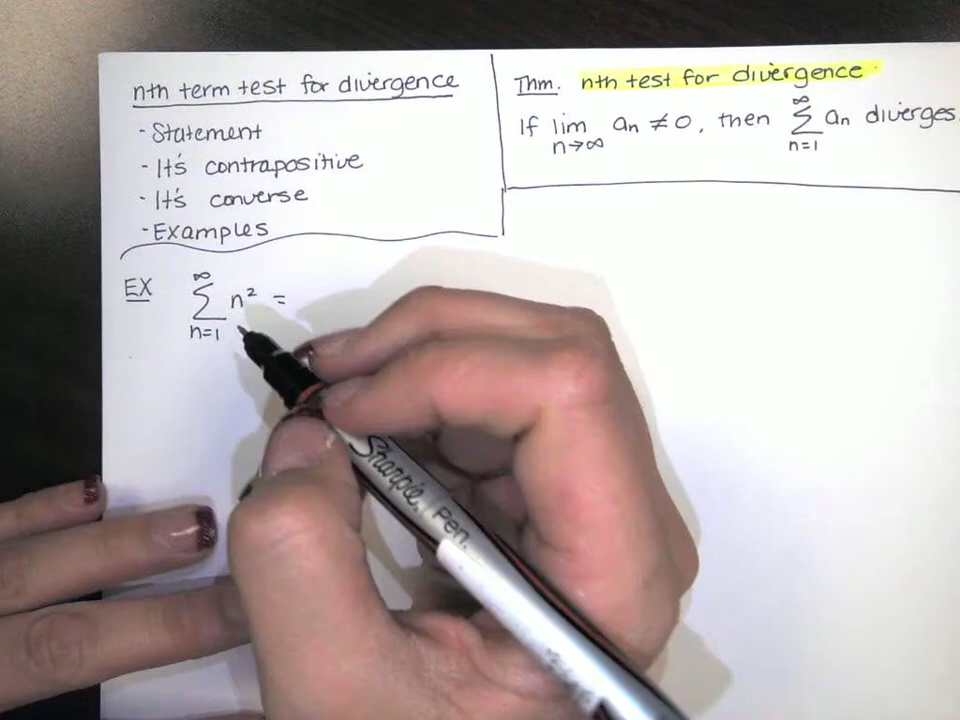 nth term test for divergence
- Statement
- It's contrapositive
- It's converse
- Examples
Thm. nth test for divergence.
If lim n→∞ an ≠ 0, then ∞ Σ n=1 an diverges.
EX ∞ Σ n=1 n² =
Sharpie. Pen.